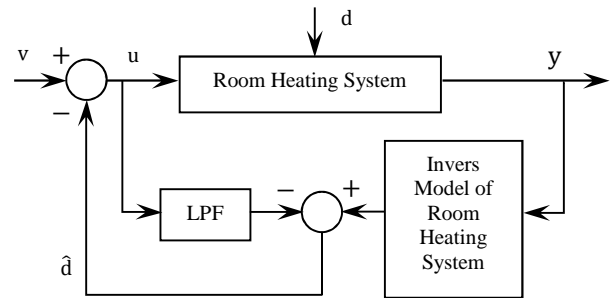 d
v
+
u
Room Heating System
y
−
LPF
−
+
Invers
Model of
Room
Heating
System
d̂